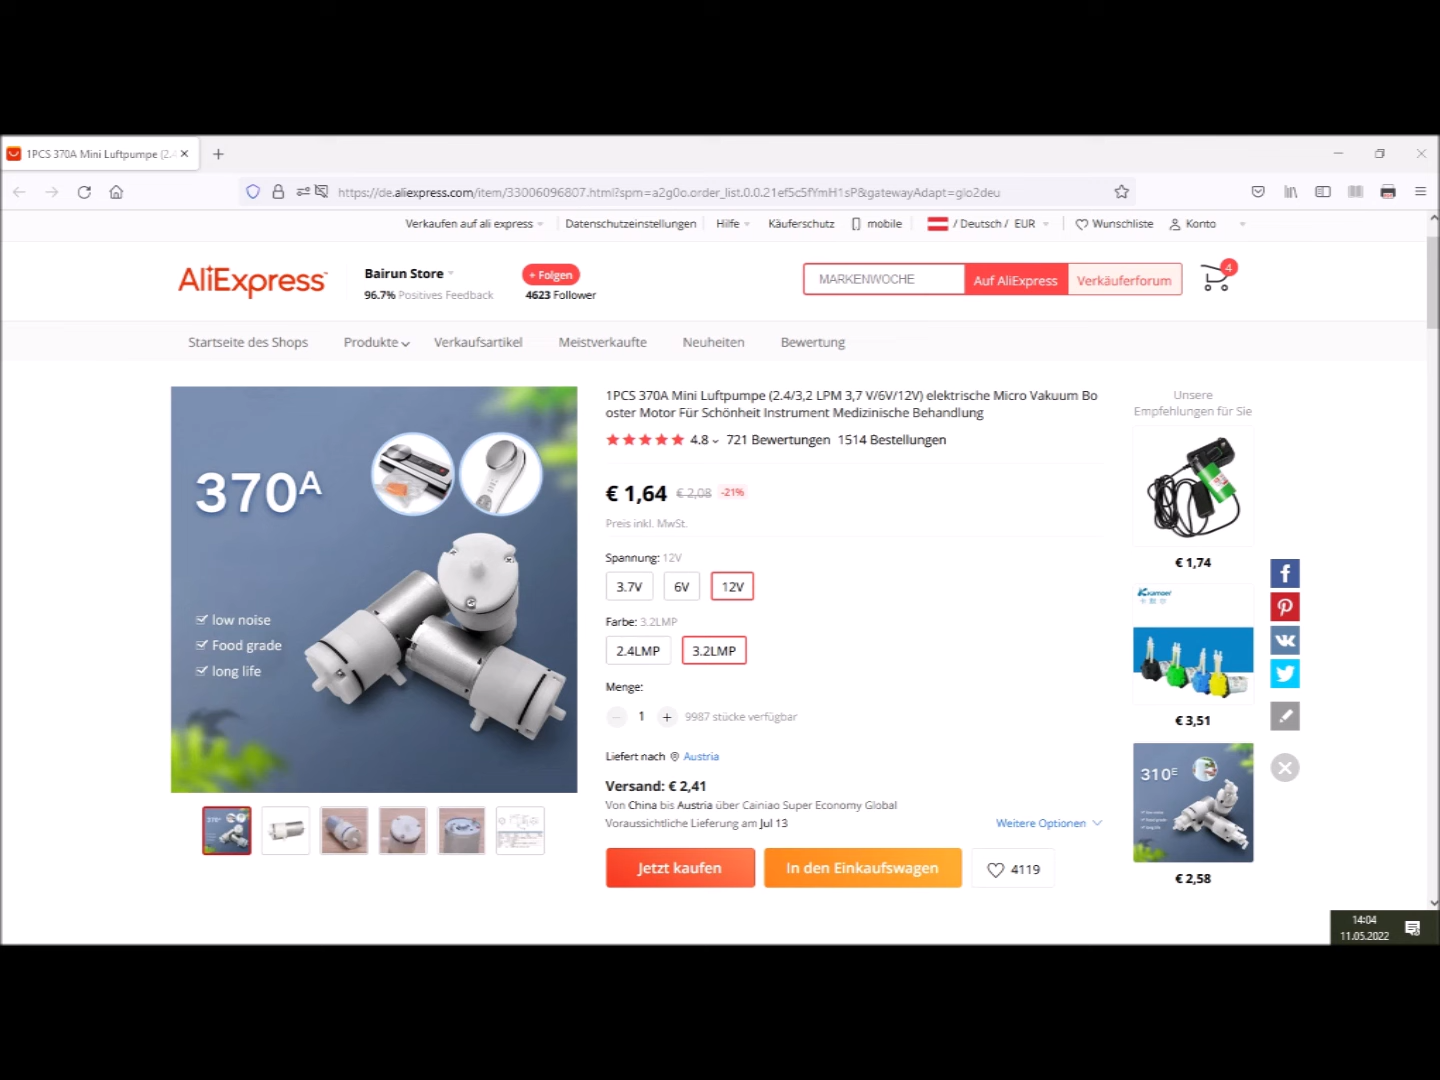 1PCS 370A Mini Luftpumpe (2.4
https://de.aliexpress.com/item/33006096807.html?spm=a2g0o.order_list.0.0.21ef5c5fYmH1sP&gatewayAdapt=glo2deu
Verkaufen auf ali express Datenschutzeinstellungen Hilfe Käuferschutz mobile / Deutsch / EUR Wunschliste Konto
AliExpress
Bairun Store + Folgen
96.7% Positives Feedback 4623 Follower
MARKENWOCHE Auf AliExpress Verkäuferforum 4
Startseite des Shops Produkte Verkaufsartikel Meistverkaufte Neuheiten Bewertung
370A
low noise
Food grade
long life
1PCS 370A Mini Luftpumpe (2.4/3,2 LPM 3,7 V/6V/12V) elektrische Micro Vakuum Bo
oster Motor Für Schönheit Instrument Medizinische Behandlung
4.8 721 Bewertungen 1514 Bestellungen
€ 1,64 € 2,08 -21%
Preis inkl. MwSt.
Spannung: 12V
3.7V 6V 12V
Farbe: 3.2LMP
2.4LMP 3.2LMP
Menge:
1 + 9987 stücke verfügbar
Liefert nach Austria
Versand: € 2,41
Von China bis Austria über Cainiao Super Economy Global
Voraussichtliche Lieferung am Jul 13 Weitere Optionen
Jetzt kaufen In den Einkaufswagen 4119
Unsere
Empfehlungen für Sie
€ 1,74
Kamoer
€ 3,51
310E
€ 2,58
14:04
11.05.2022